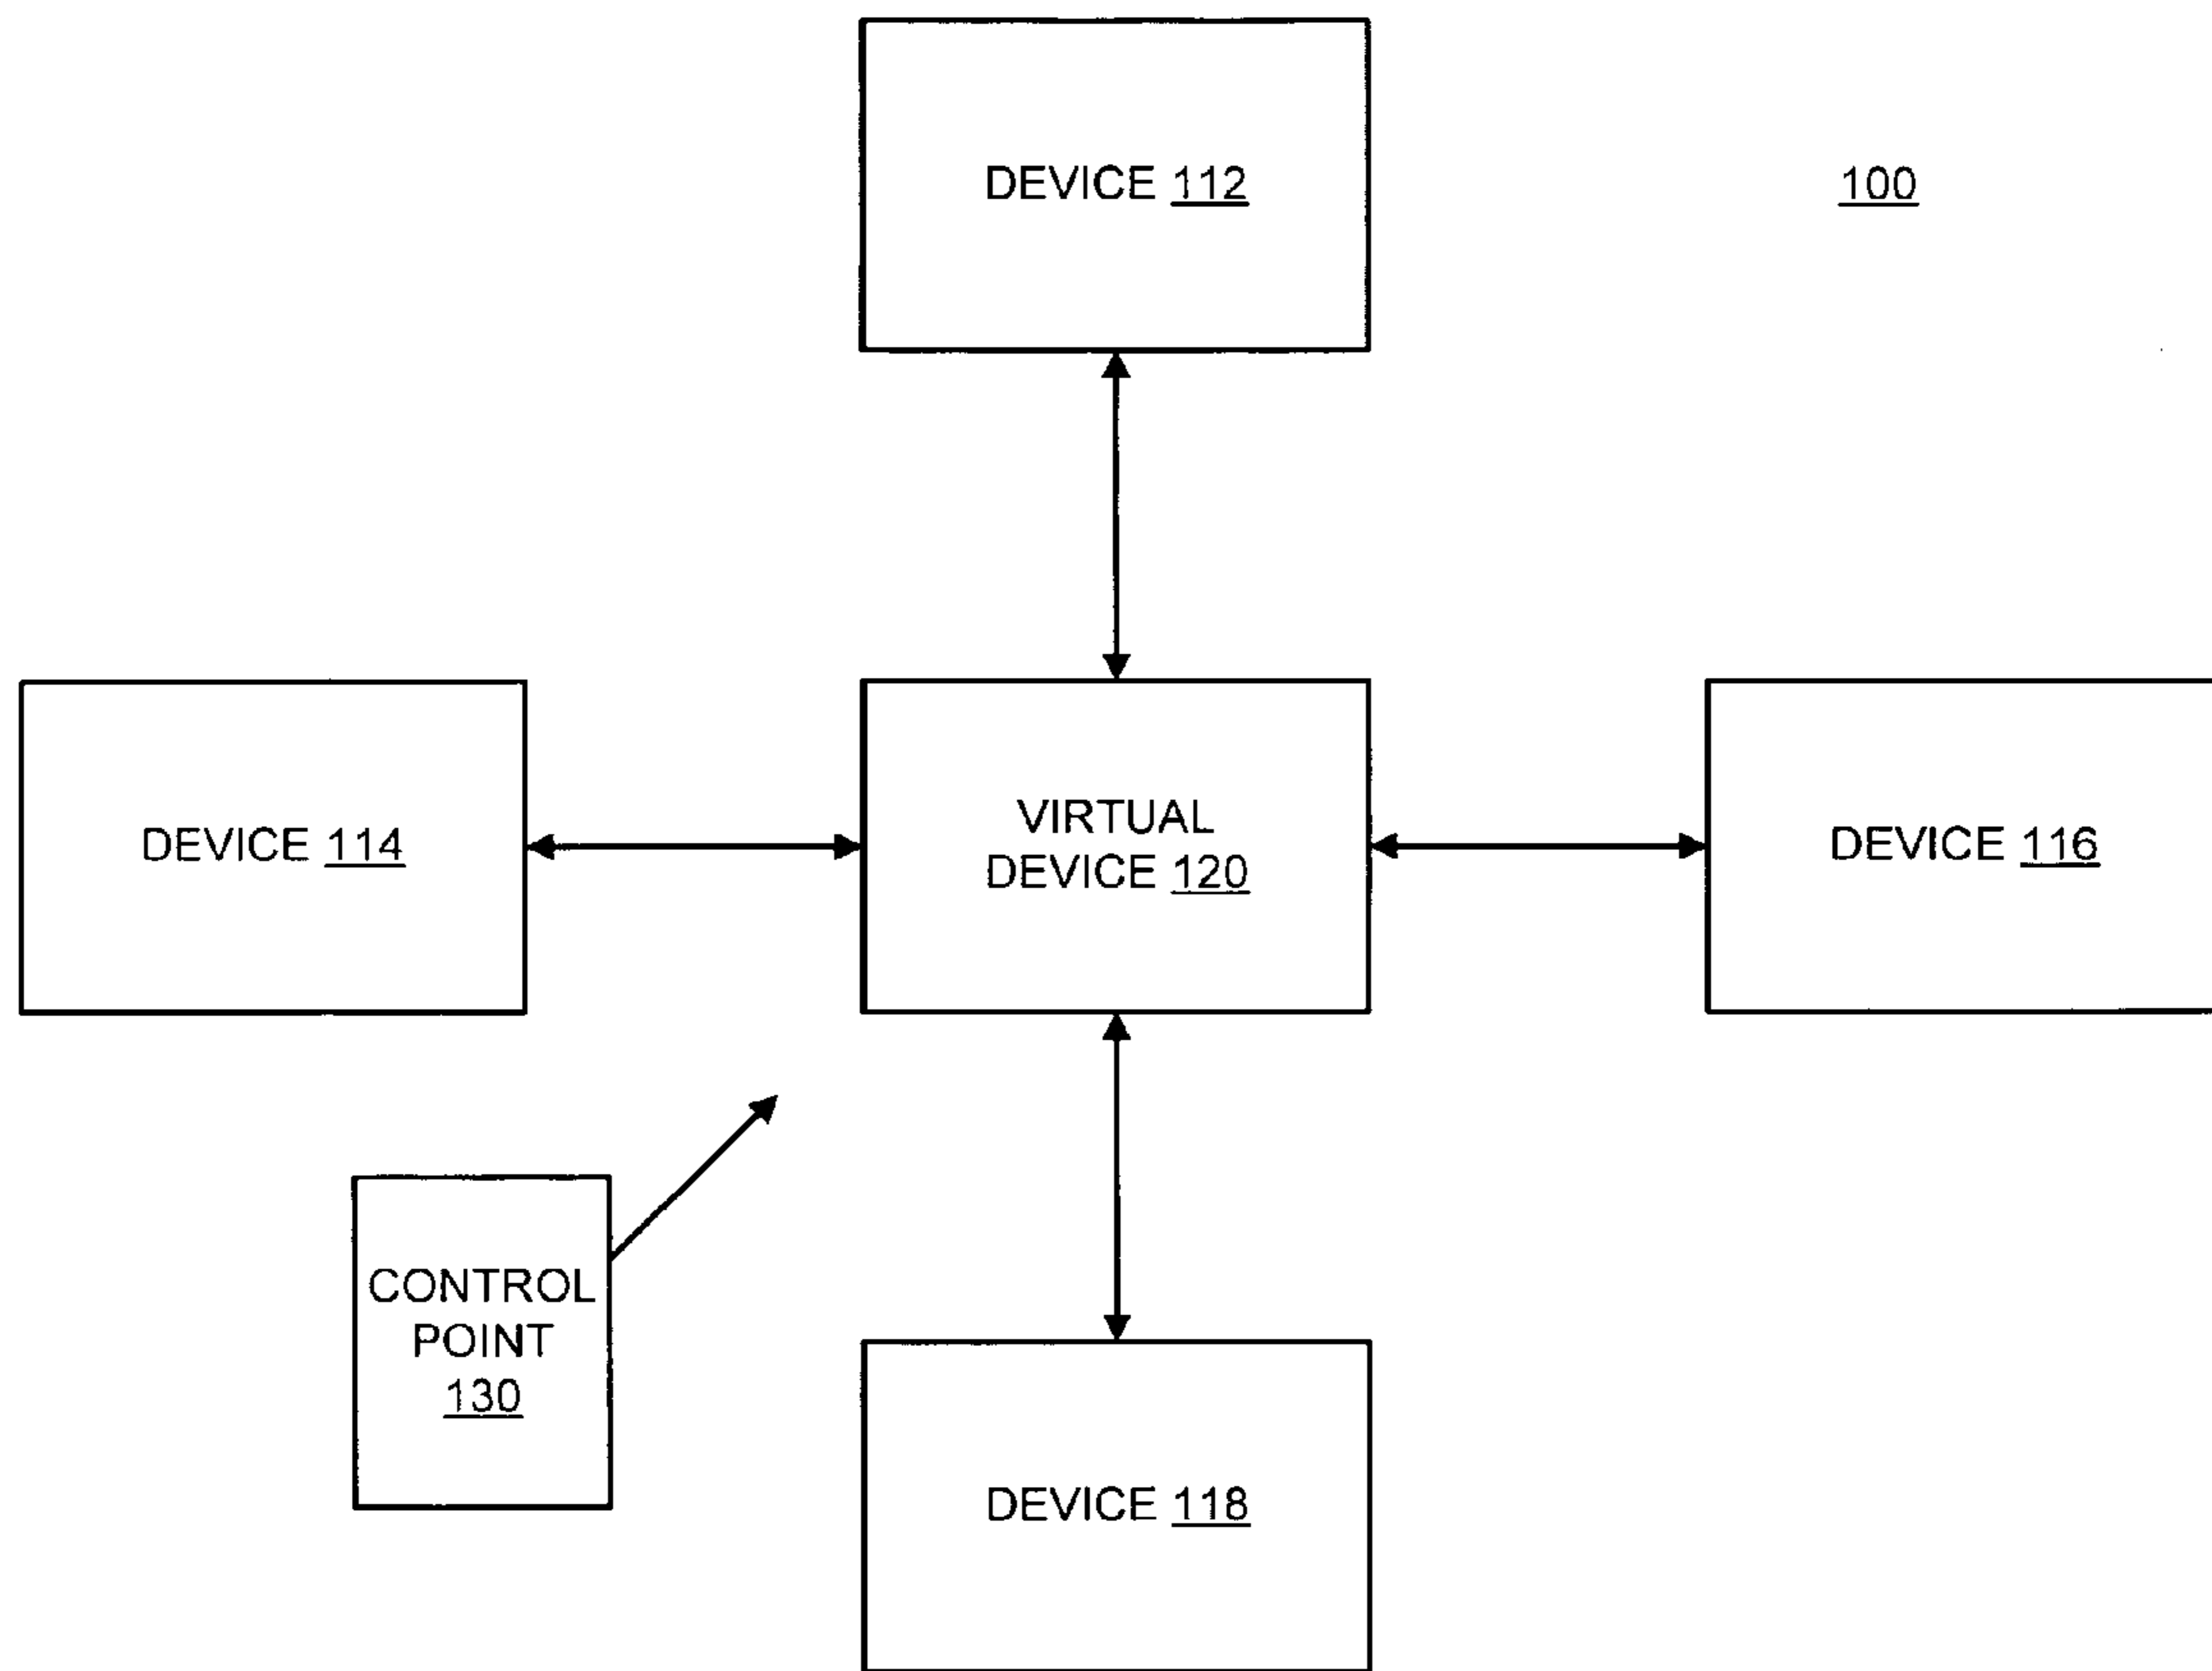 DEVICE 112
100
DEVICE 114
VIRTUAL
DEVICE 120
DEVICE 116
CONTROL
POINT
130
DEVICE 118